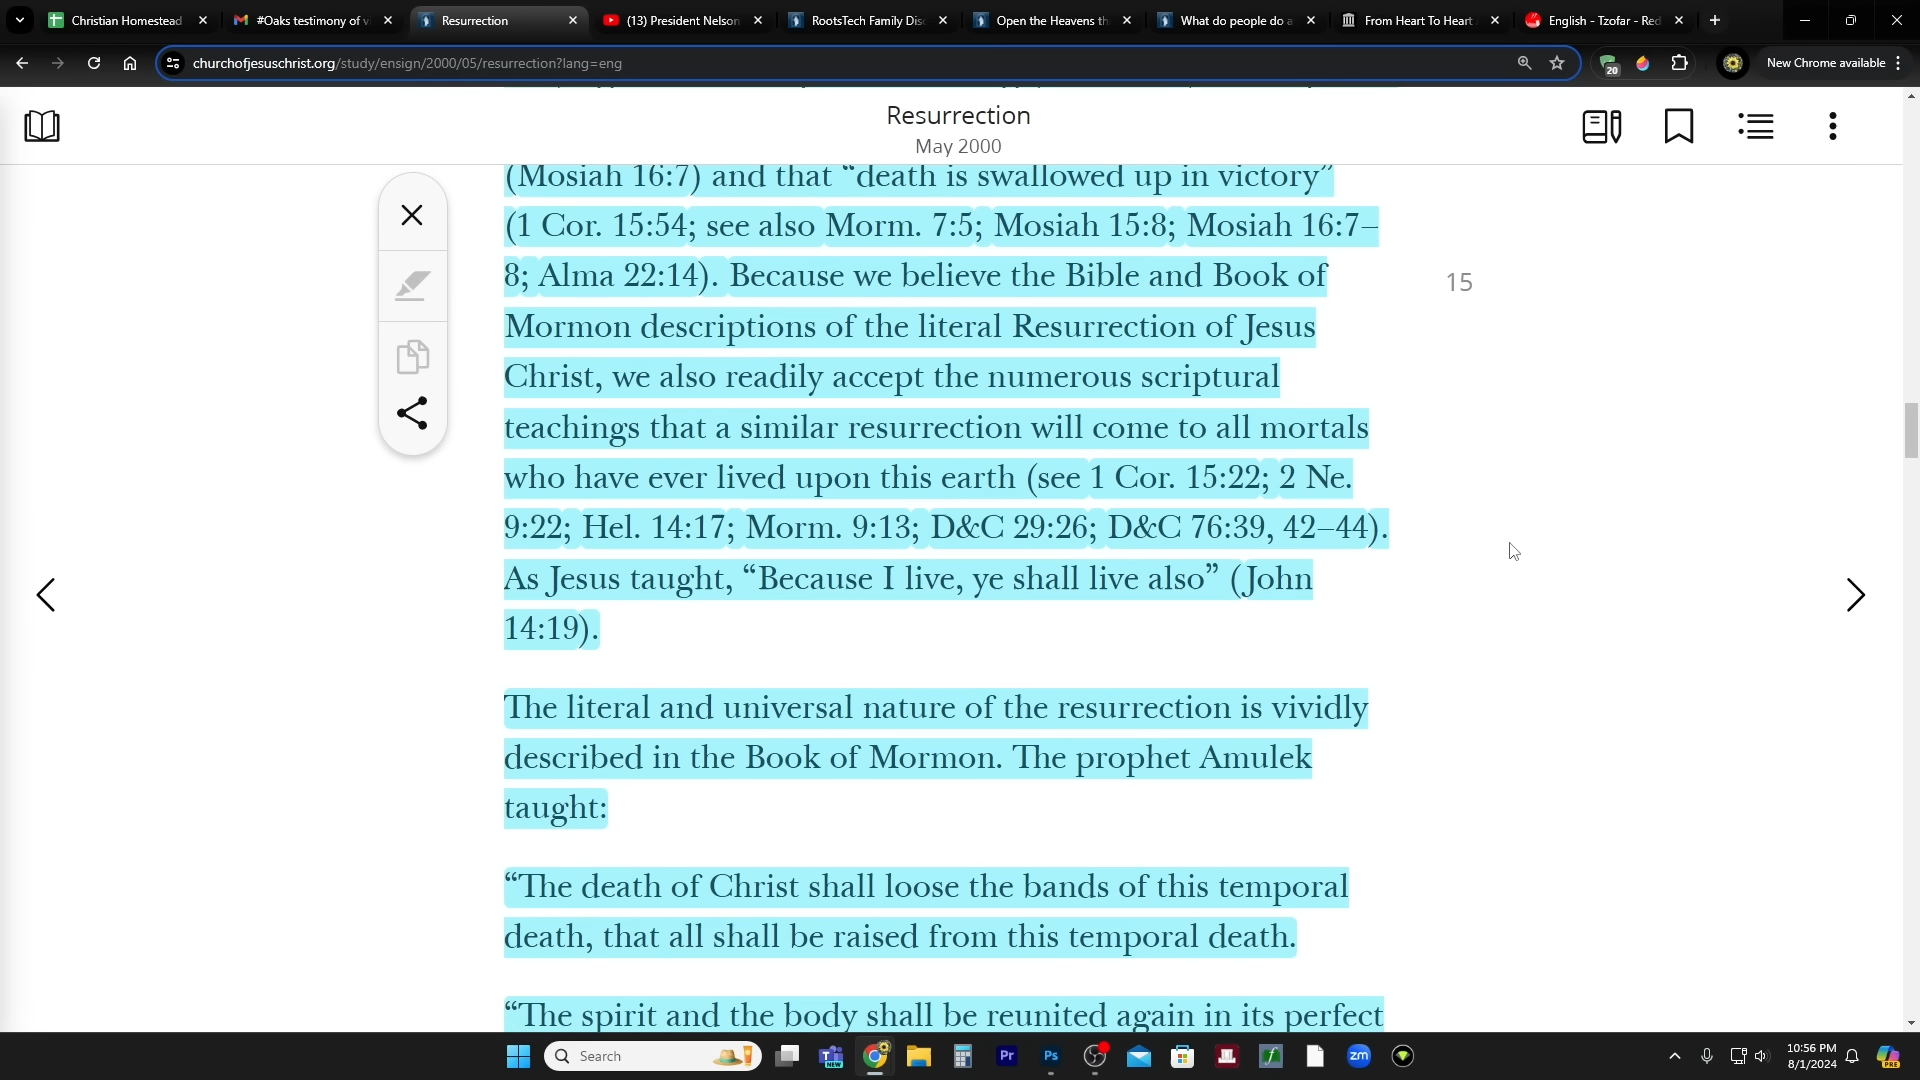 Christian Homestead
#Oaks testimony of v
Resurrection
(13) President Nelson
RootsTech Family Dis
Open the Heavens th
What do people do a
From Heart To Heart
English - Tzofar - Red
churchofjesuschrist.org/study/ensign/2000/05/resurrection?lang=eng
20
New Chrome available
Resurrection
May 2000
(Mosiah 16:7) and that “death is swallowed up in victory”
(1 Cor. 15:54; see also Morm. 7:5; Mosiah 15:8; Mosiah 16:7–
8; Alma 22:14). Because we believe the Bible and Book of
15
Mormon descriptions of the literal Resurrection of Jesus
Christ, we also readily accept the numerous scriptural
teachings that a similar resurrection will come to all mortals
who have ever lived upon this earth (see 1 Cor. 15:22; 2 Ne.
9:22; Hel. 14:17; Morm. 9:13; D&C 29:26; D&C 76:39, 42–44).
As Jesus taught, “Because I live, ye shall live also” (John
14:19).
The literal and universal nature of the resurrection is vividly
described in the Book of Mormon. The prophet Amulek
taught:
“The death of Christ shall loose the bands of this temporal
death, that all shall be raised from this temporal death.
“The spirit and the body shall be reunited again in its perfect
Search
NEW
Pr
Ps
zm
PRE
10:56 PM
8/1/2024